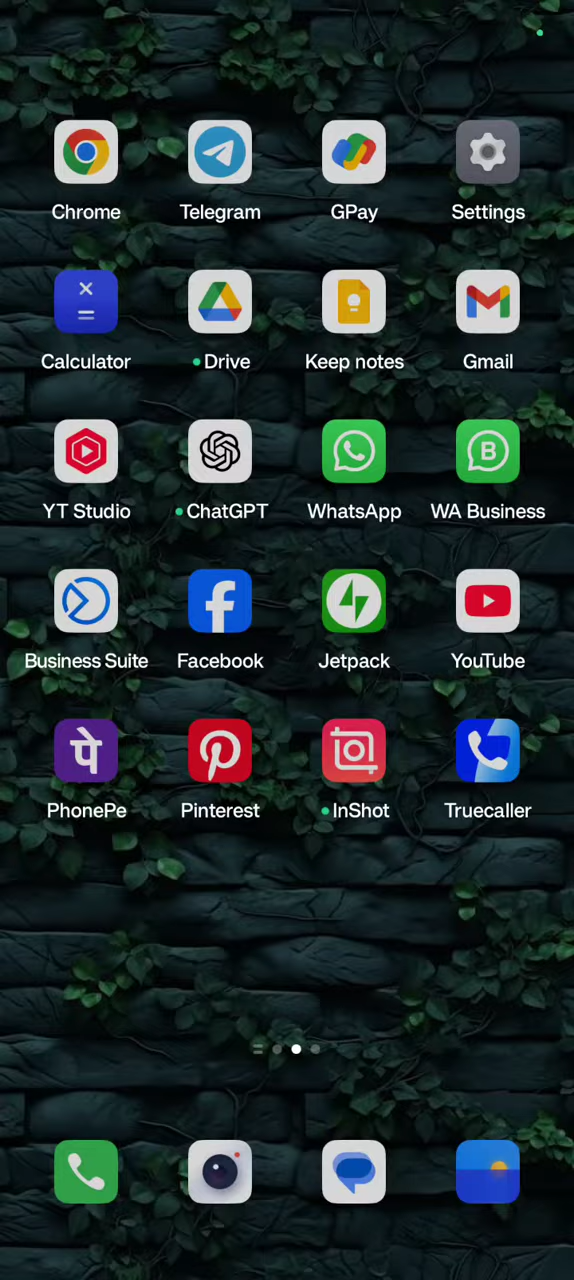 Chrome Telegram GPay Settings
Calculator Drive Keep notes Gmail
YT Studio ChatGPT WhatsApp WA Business
B
Business Suite Facebook Jetpack YouTube
पे
PhonePe Pinterest InShot Truecaller